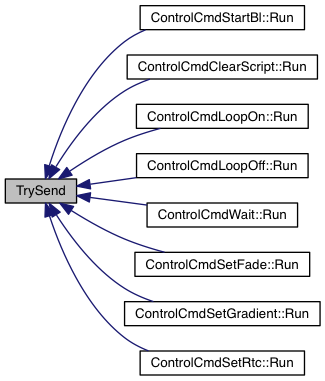 ControlCmdStartBl::Run
ControlCmdClearScript::Run
ControlCmdLoopOn::Run
ControlCmdLoopOff::Run
TrySend
ControlCmdWait::Run
ControlCmdSetFade::Run
ControlCmdSetGradient::Run
ControlCmdSetRtc::Run